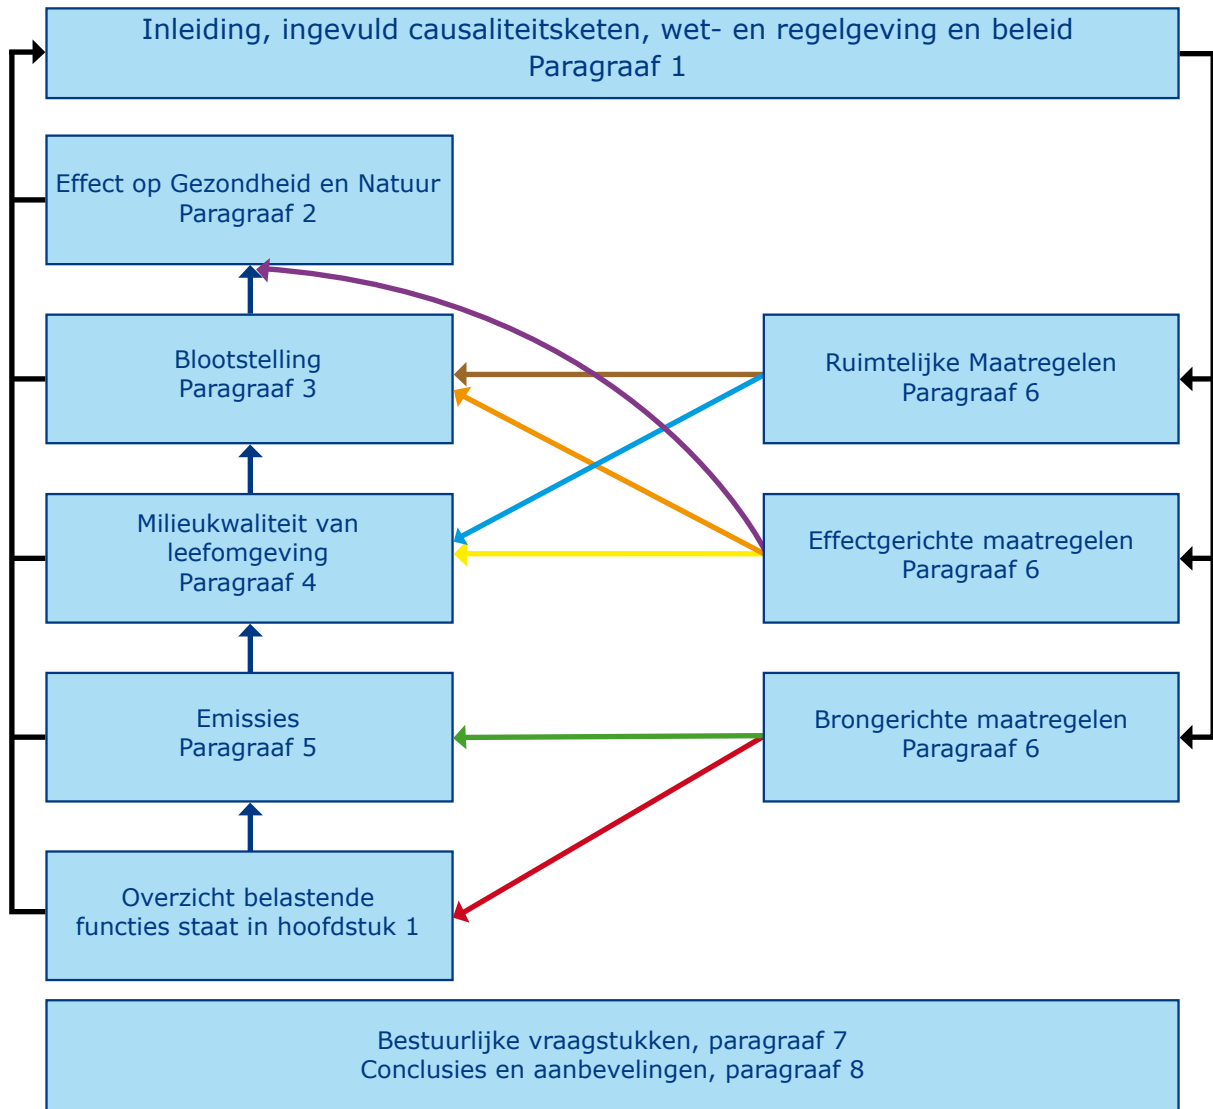 Inleiding, ingevuld causaliteitsketen, wet- en regelgeving en beleid
Paragraaf 1
Effect op Gezondheid en Natuur
Paragraaf 2
Blootstelling
Paragraaf 3
Ruimtelijke Maatregelen
Paragraaf 6
Milieukwaliteit van
leefomgeving
Paragraaf 4
Effectgerichte maatregelen
Paragraaf 6
Emissies
Paragraaf 5
Brongerichte maatregelen
Paragraaf 6
Overzicht belastende
functies staat in hoofdstuk 1
Bestuurlijke vraagstukken, paragraaf 7
Conclusies en aanbevelingen, paragraaf 8